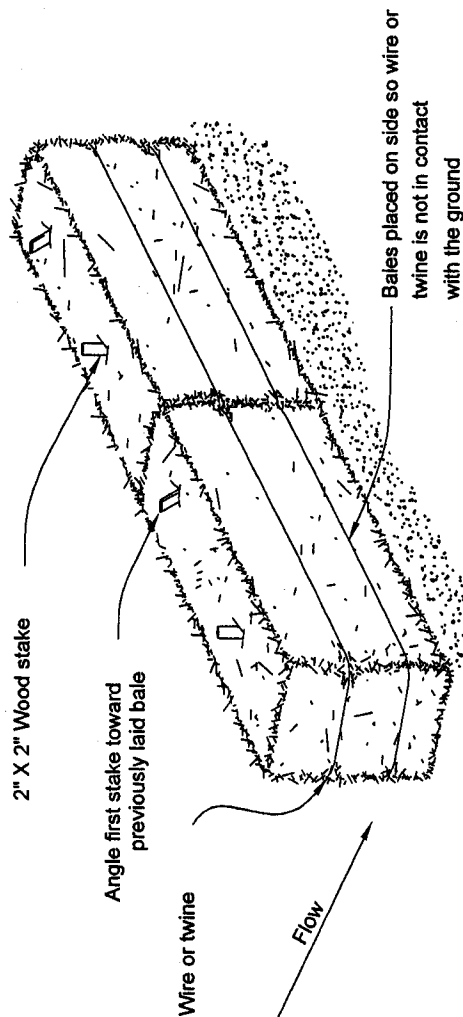 2" X 2" Wood stake
Angle first stake toward
previously laid bale
Wire or twine
Flow
Bales placed on side so wire or
twine is not in contact
with the ground